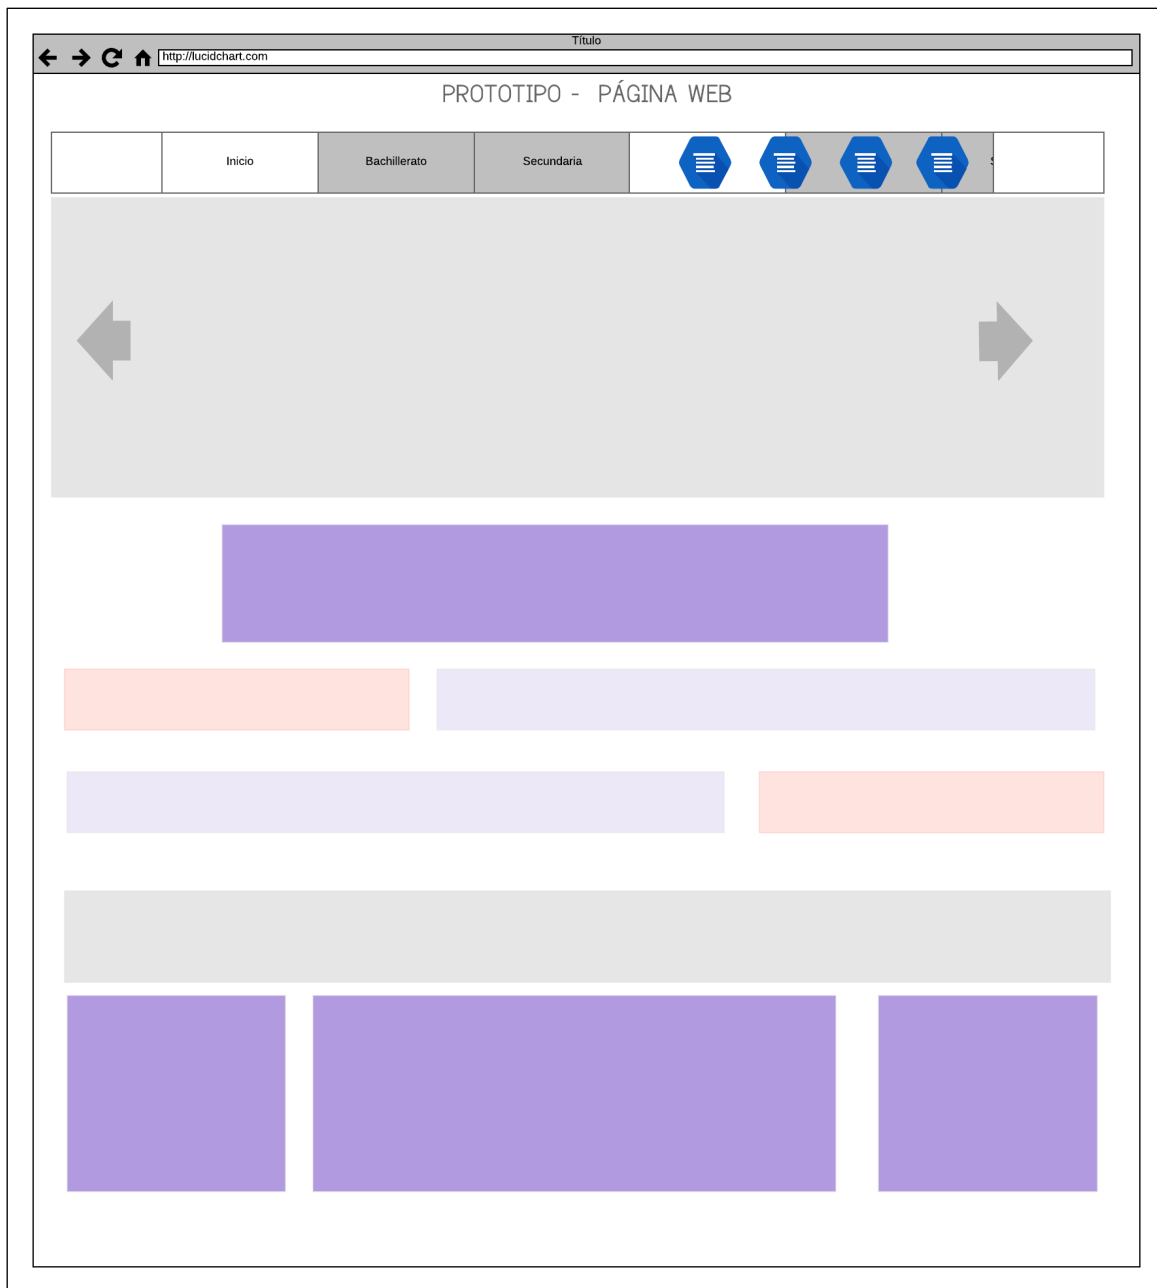 Título
http://lucidchart.com
PROTOTIPO - PÁGINA WEB
Inicio
Bachillerato
Secundaria